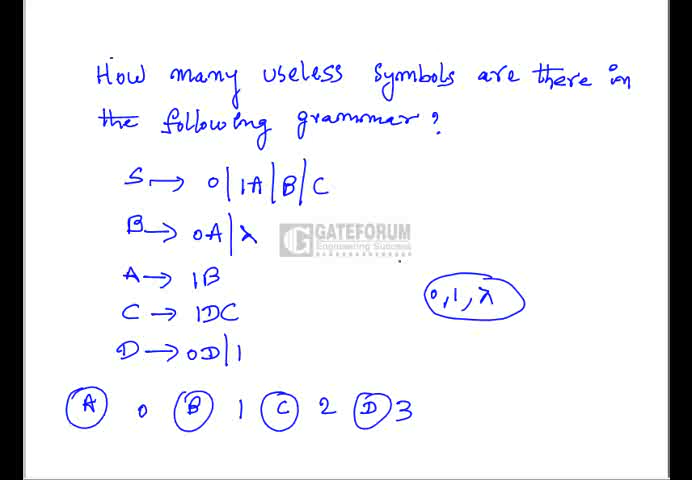 How many useless symbols are there in
the following grammar?
S → 0 | 1A | B | C
B → 0A | λ
GATEFORUM
Engineering Success
A → 1B
C → 1DC
0, 1, λ
D → 0D | 1
A 0 B 1 C 2 D 3